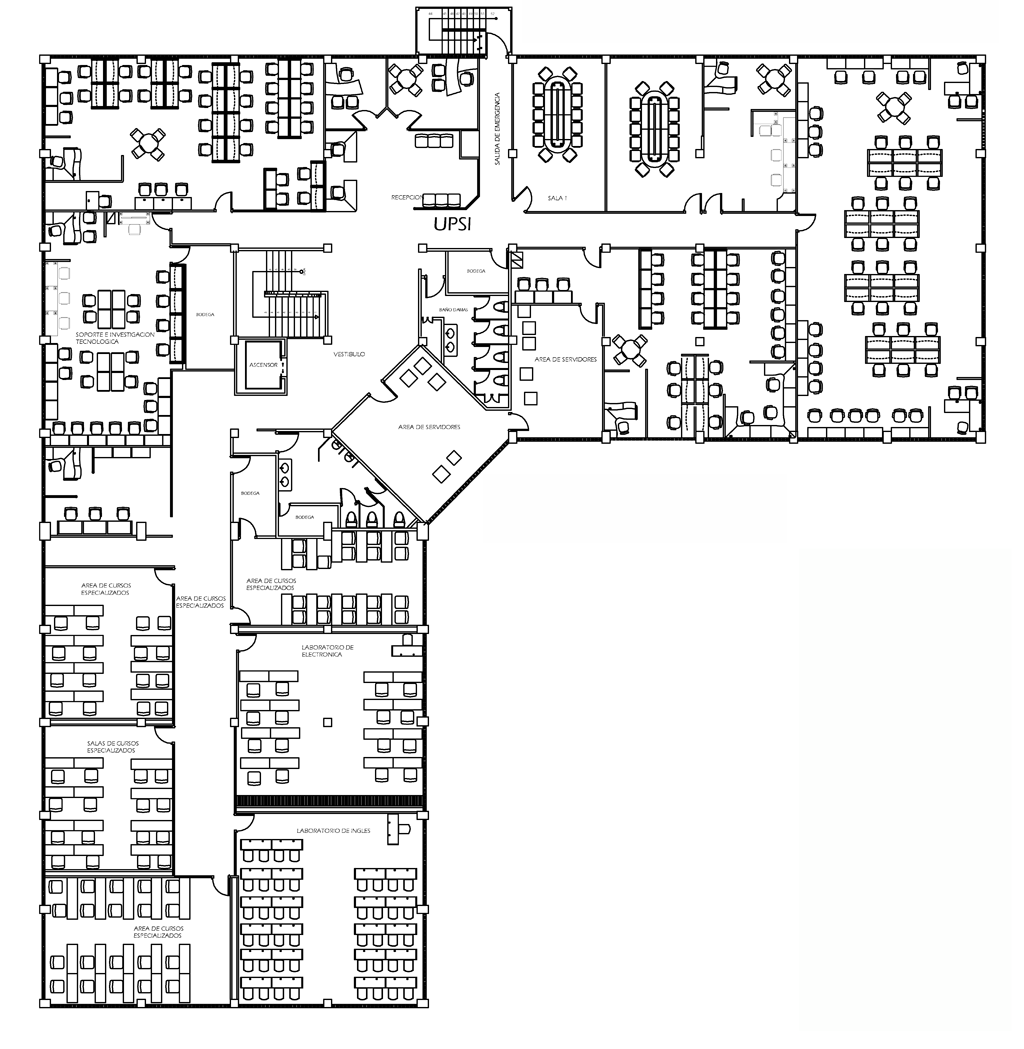 SALIDA DE EMERGENCIA
RECEPCION
SALA 1
UPSI
BODEGA
BODEGA
BAÑO DAMAS
SOPORTE E INVESTIGACION
TECNOLOGICA
VESTIBULO
ASCENSOR
AREA DE SERVIDORES
AREA DE SERVIDORES
BODEGA
BODEGA
AREA DE CURSOS
ESPECIALIZADOS
AREA DE CURSOS
ESPECIALIZADOS
AREA DE CURSOS
ESPECIALIZADOS
LABORATORIO DE
ELECTRONICA
SALAS DE CURSOS
ESPECIALIZADOS
LABORATORIO DE INGLES
AREA DE CURSOS
ESPECIALIZADOS